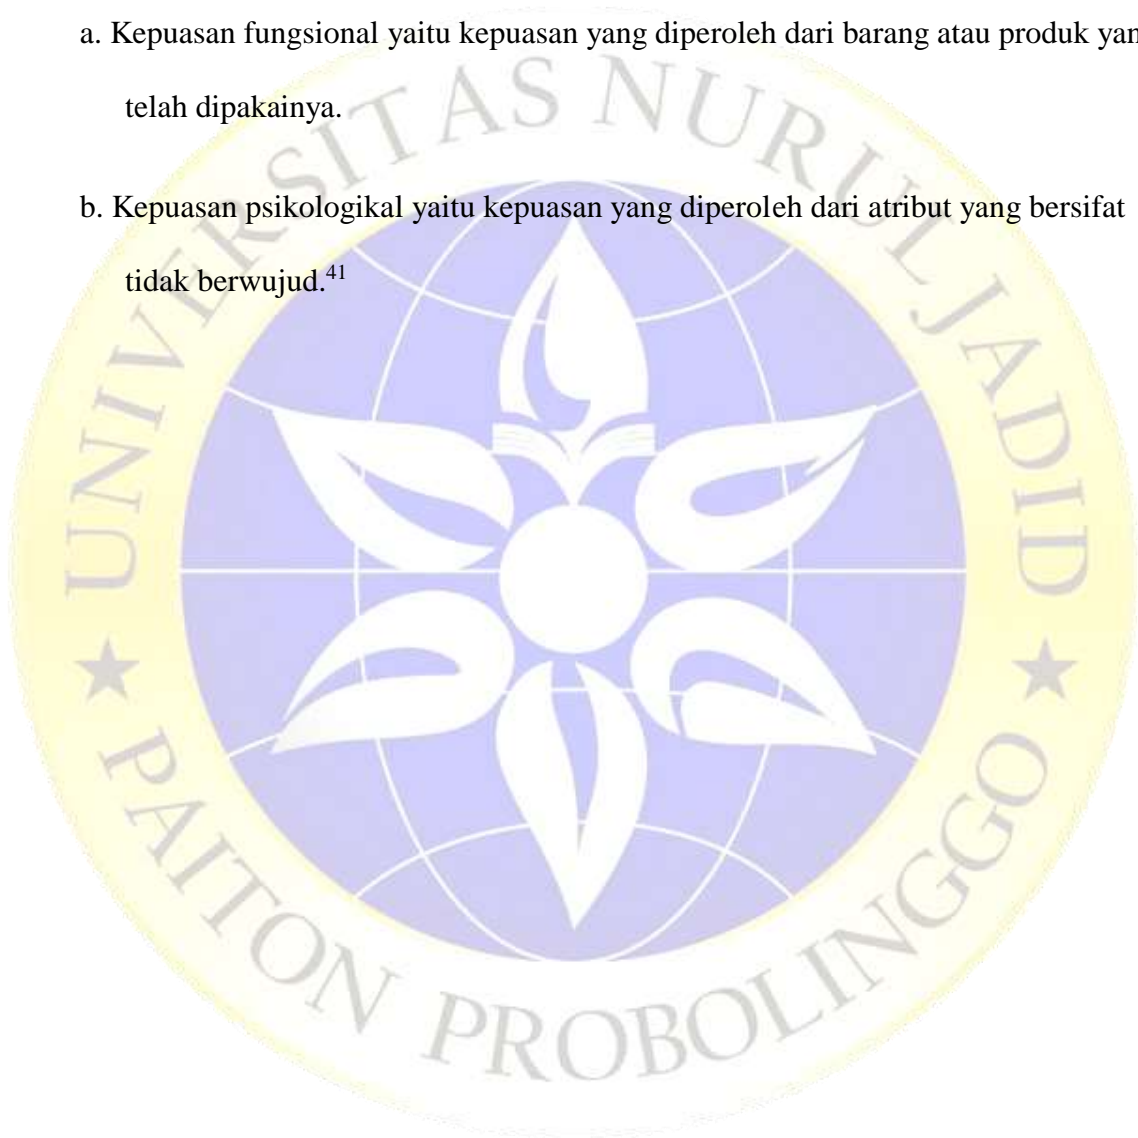 a. Kepuasan fungsional yaitu kepuasan yang diperoleh dari barang atau produk yan
telah dipakainya.
b. Kepuasan psikologikal yaitu kepuasan yang diperoleh dari atribut yang bersifat
tidak berwujud.41
UNIVERSITAS NURUL JADID
★ PAITON PROBOLINGGO ★